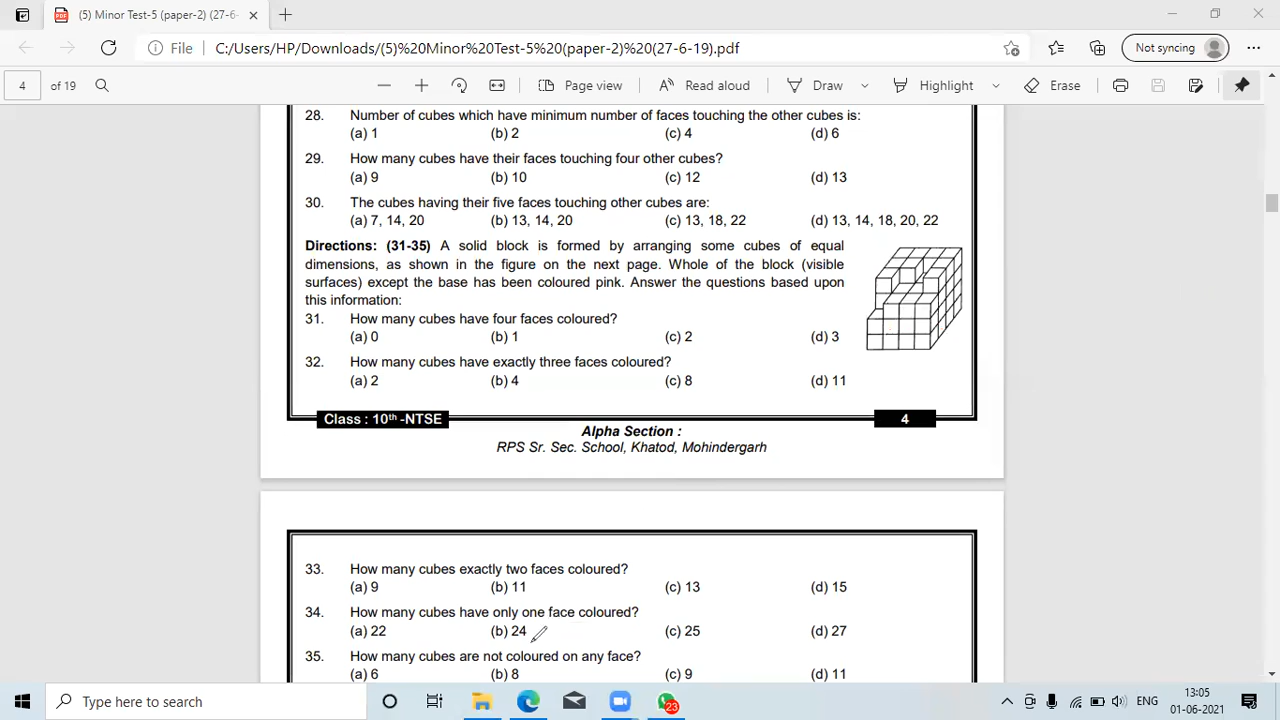 (5) Minor Test-5 (paper-2) (27-6-
File
C:/Users/HP/Downloads/(5)%20Minor%20Test-5%20(paper-2)%20(27-6-19).pdf
Not syncing
4 of 19
Page view
Read aloud
Draw
Highlight
Erase
28. Number of cubes which have minimum number of faces touching the other cubes is:
(a) 1 (b) 2 (c) 4 (d) 6
29. How many cubes have their faces touching four other cubes?
(a) 9 (b) 10 (c) 12 (d) 13
30. The cubes having their five faces touching other cubes are:
(a) 7, 14, 20 (b) 13, 14, 20 (c) 13, 18, 22 (d) 13, 14, 18, 20, 22
Directions: (31-35) A solid block is formed by arranging some cubes of equal
dimensions, as shown in the figure on the next page. Whole of the block (visible
surfaces) except the base has been coloured pink. Answer the questions based upon
this information:
31. How many cubes have four faces coloured?
(a) 0 (b) 1 (c) 2 (d) 3
32. How many cubes have exactly three faces coloured?
(a) 2 (b) 4 (c) 8 (d) 11
Class : 10th -NTSE
4
Alpha Section :
RPS Sr. Sec. School, Khatod, Mohindergarh
33. How many cubes exactly two faces coloured?
(a) 9 (b) 11 (c) 13 (d) 15
34. How many cubes have only one face coloured?
(a) 22 (b) 24 (c) 25 (d) 27
35. How many cubes are not coloured on any face?
(a) 6 (b) 8 (c) 9 (d) 11
Type here to search
23
ENG
13:05
01-06-2021